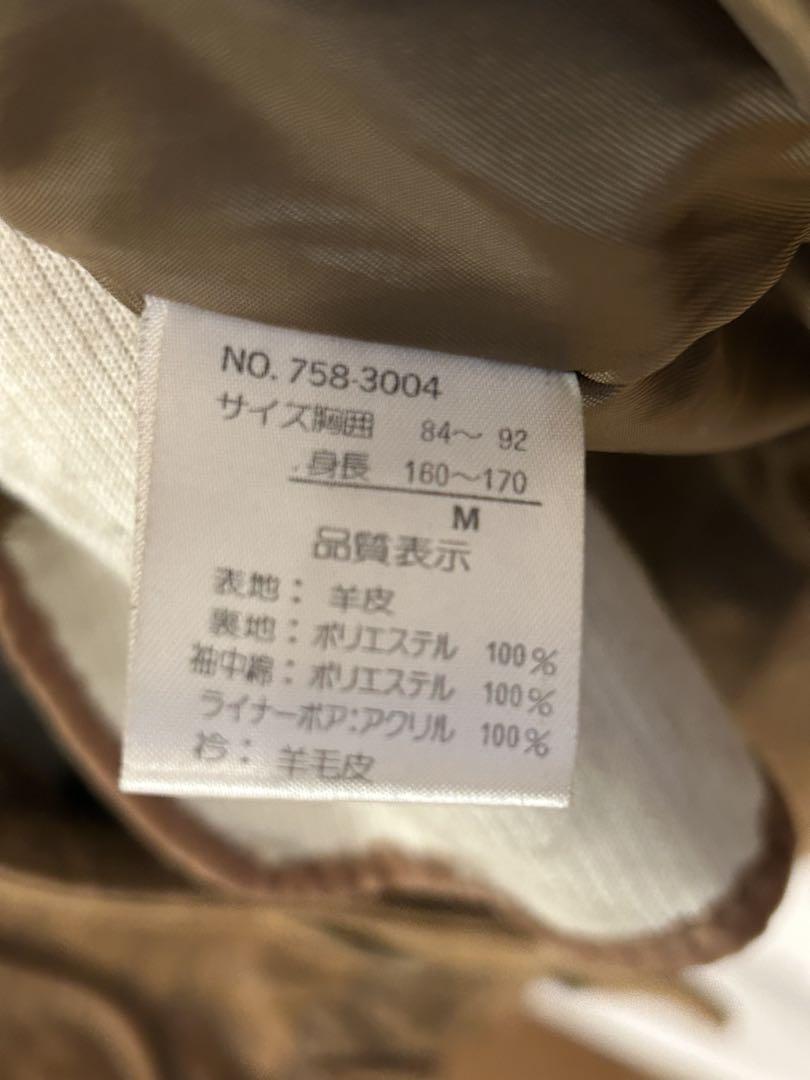 NO. 758-3004
サイズ胸囲 84〜 92
身長 160〜170
M
品質表示
表地： 羊皮
裏地：ポリエステル 100%
袖中綿：ポリエステル 100%
ライナーボア：アクリル 100%
衿： 羊毛皮